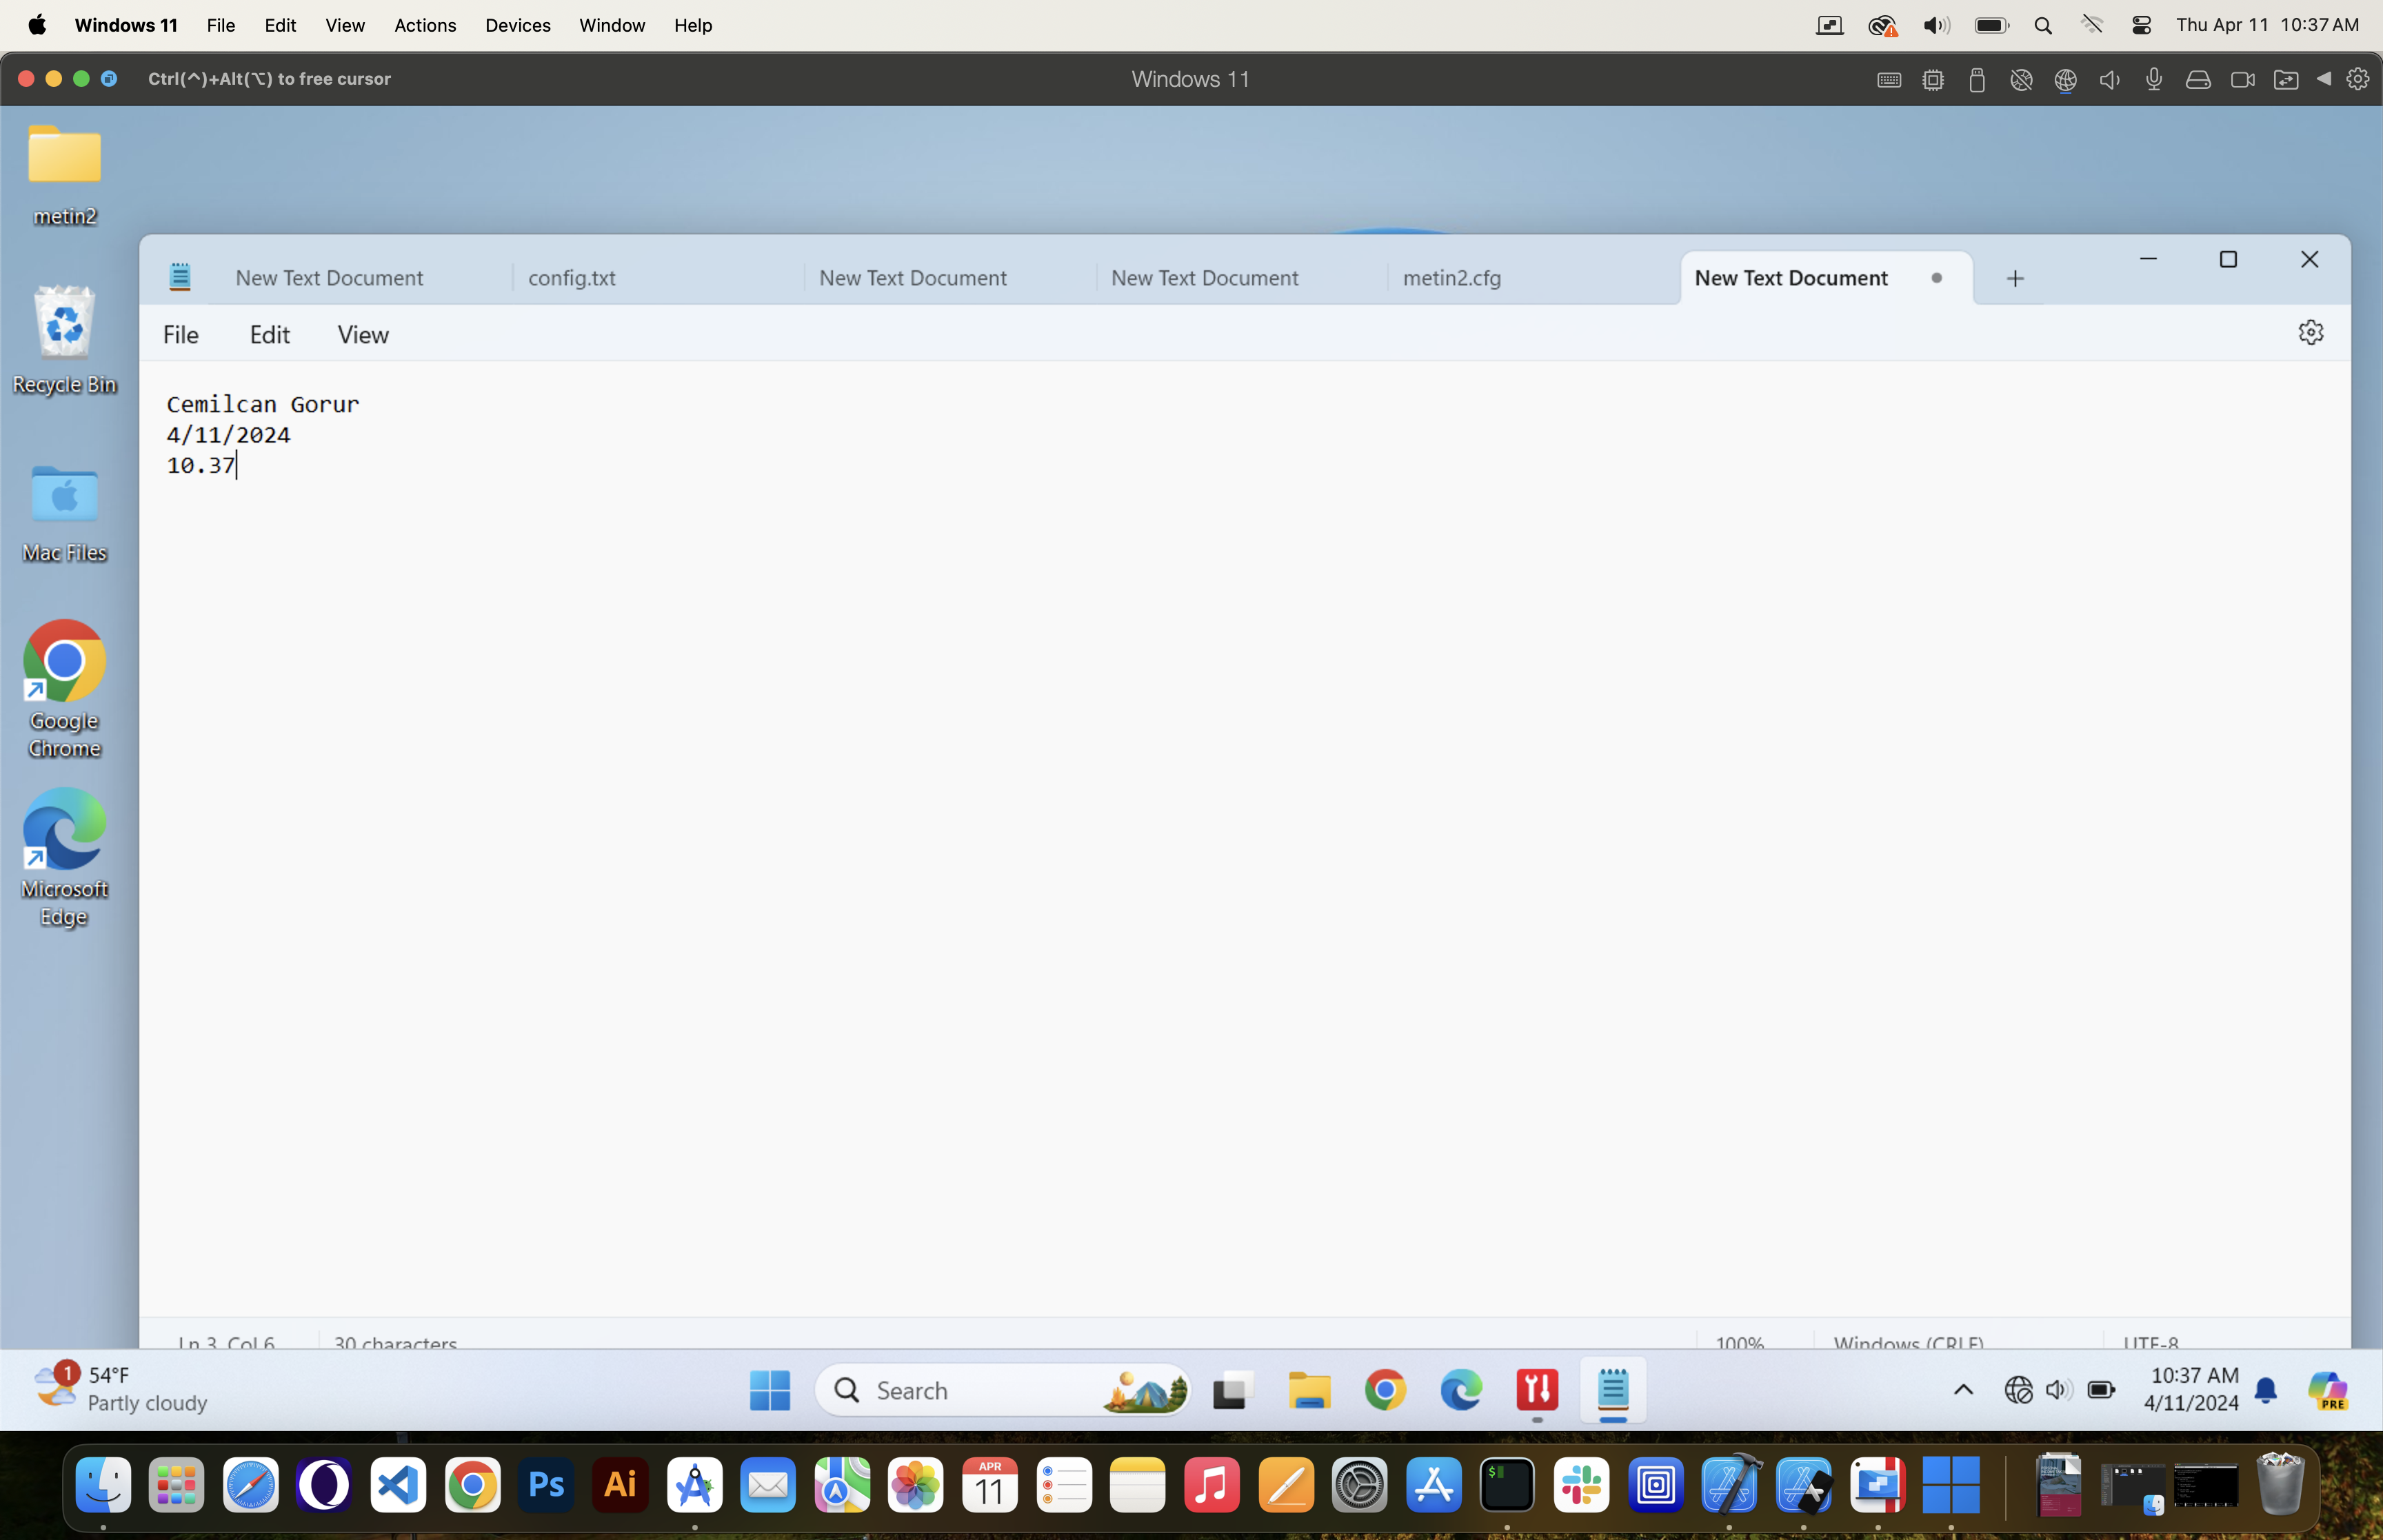 Windows 11 File Edit View Actions Devices Window Help Thu Apr 11 10:37 AM
Ctrl(^)+Alt(⌥) to free cursor Windows 11
metin2
New Text Document config.txt New Text Document New Text Document metin2.cfg New Text Document
File Edit View
Recycle Bin
Cemilcan Gorur
4/11/2024
10.37
Mac Files
Google
Chrome
Microsoft
Edge
Ln 3, Col 6 30 characters 100% Windows (CRLF) UTF-8
1 54°F
Partly cloudy
Search
10:37 AM
4/11/2024
PRE
Ps Ai APR 11 $